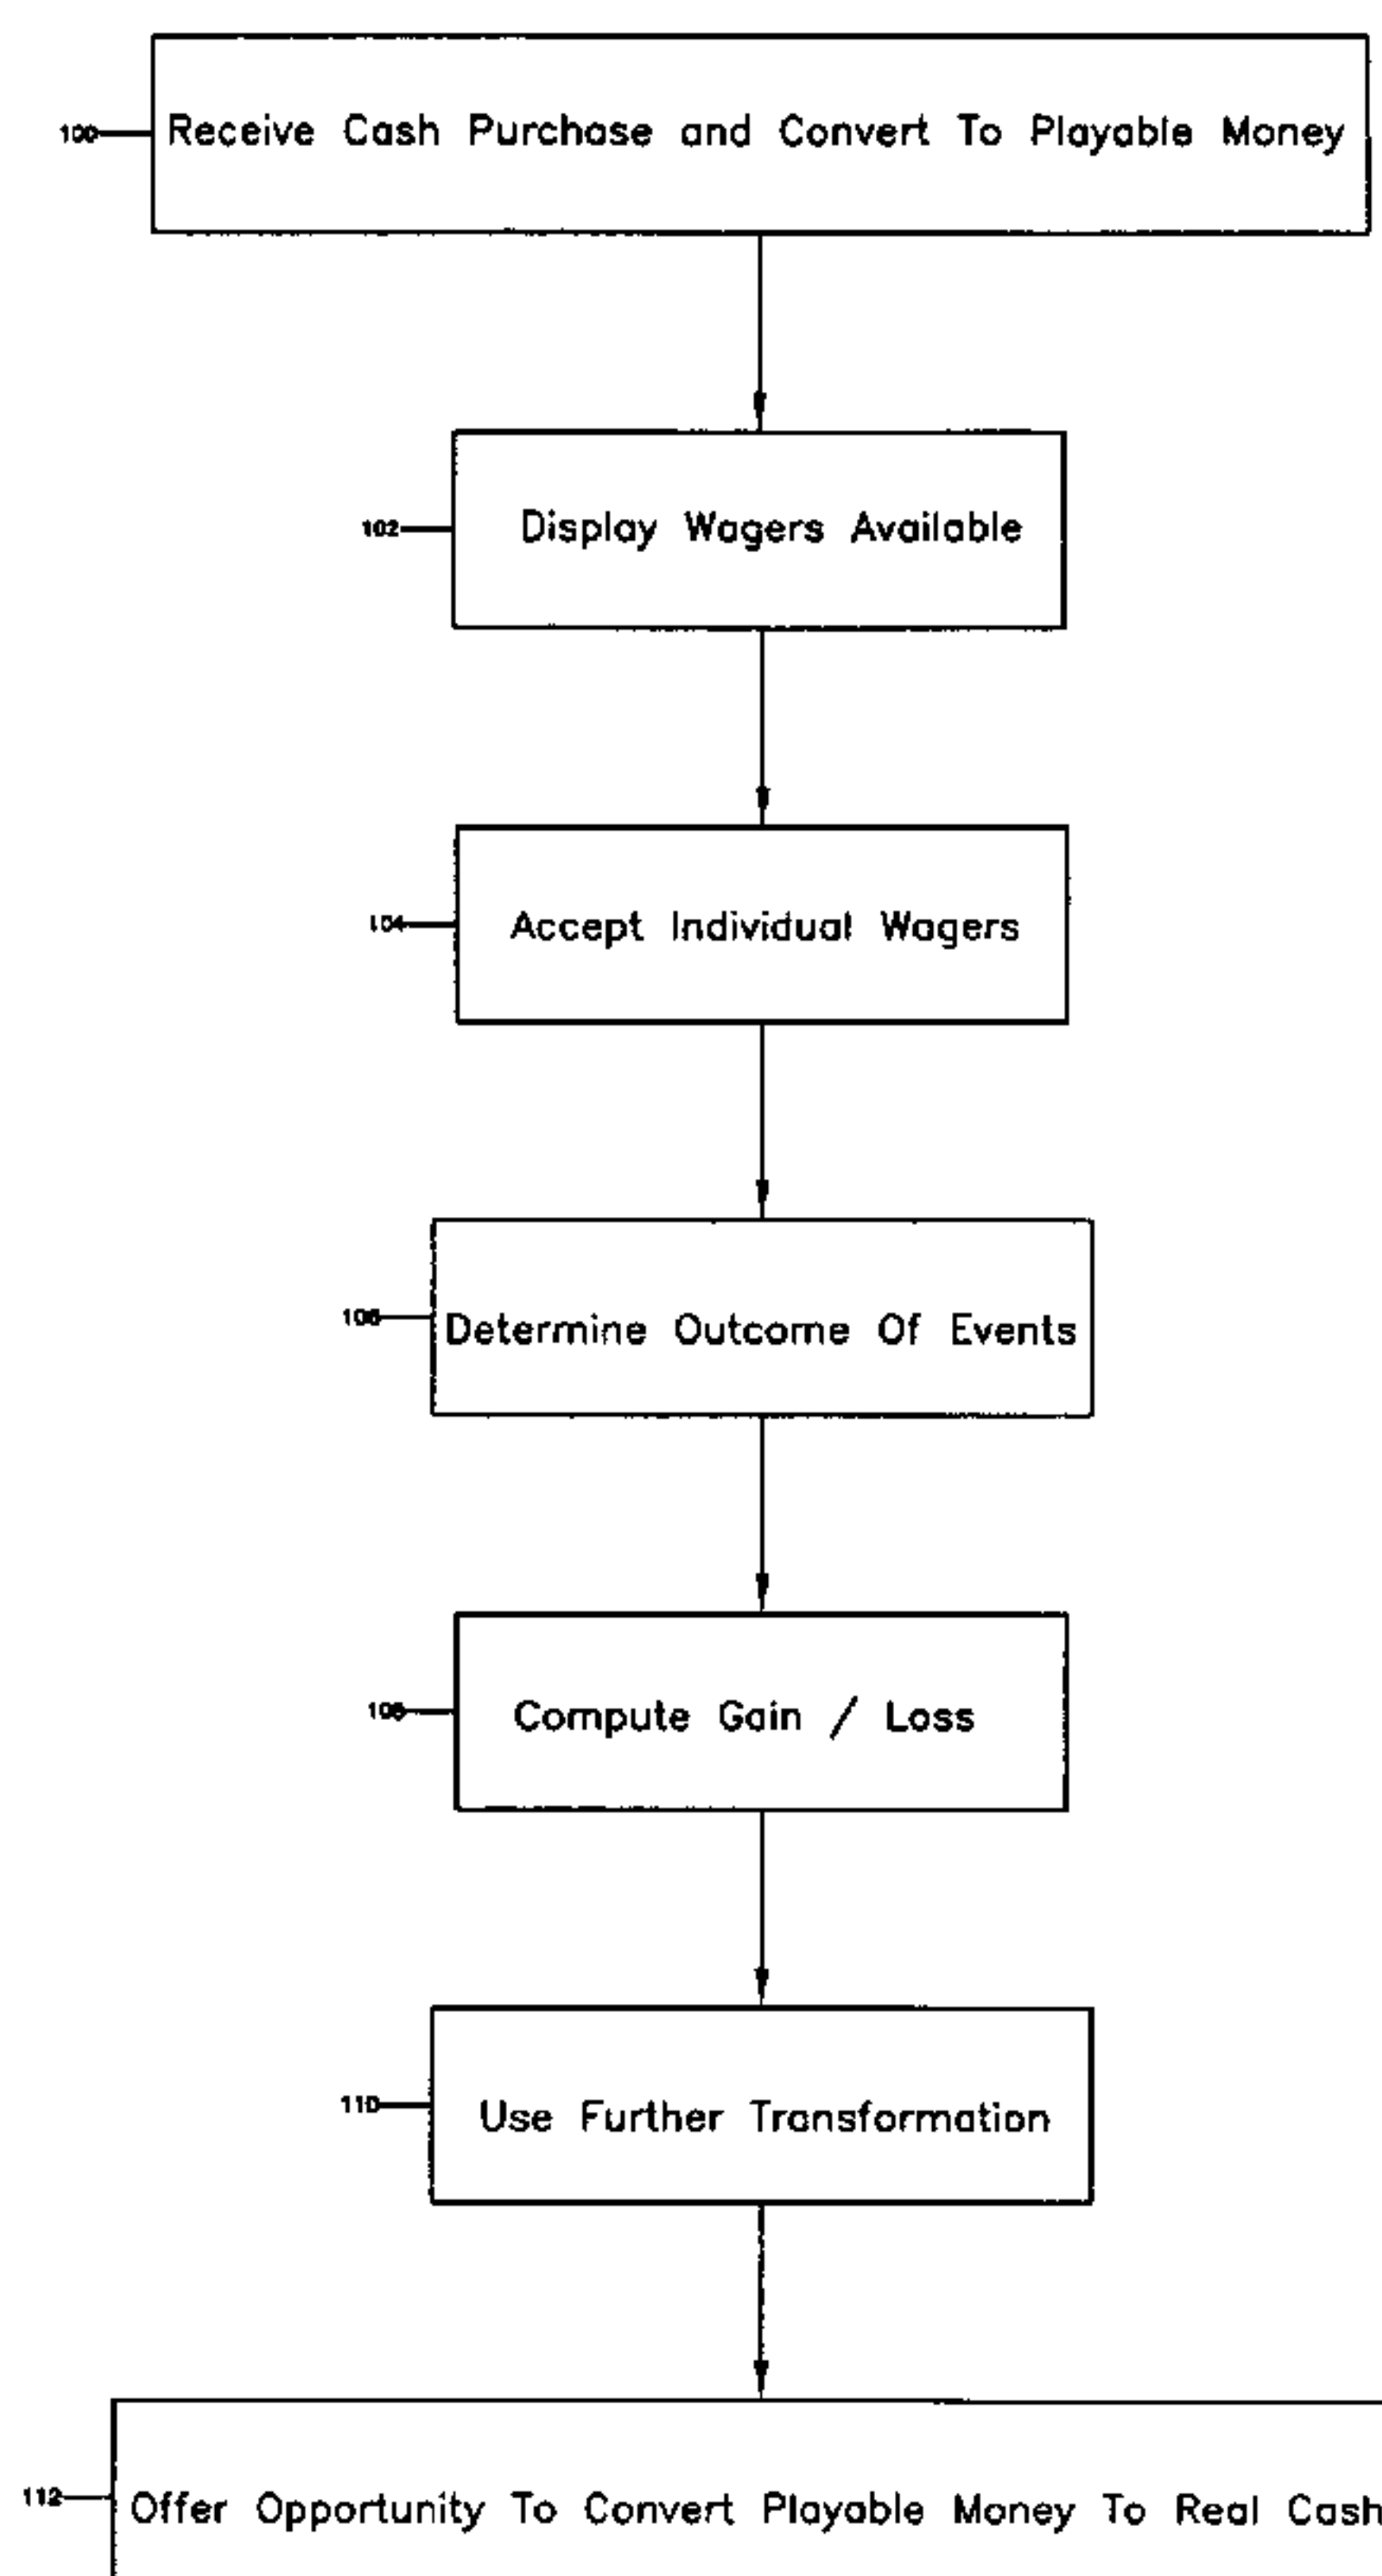 100 Receive Cash Purchase and Convert To Playable Money
102 Display Wagers Available
104 Accept Individual Wagers
106 Determine Outcome Of Events
108 Compute Gain / Loss
110 Use Further Transformation
112 Offer Opportunity To Convert Playable Money To Real Cash